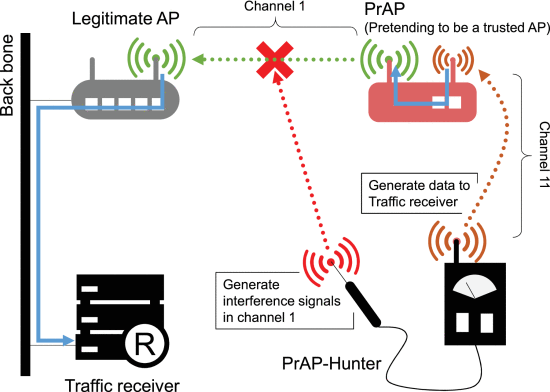 Channel 1
Legitimate AP
PrAP
(Pretending to be a trusted AP)
Back bone
Channel 11
Generate data to
Traffic receiver
Generate
interference signals
in channel 1
R
PrAP-Hunter
Traffic receiver